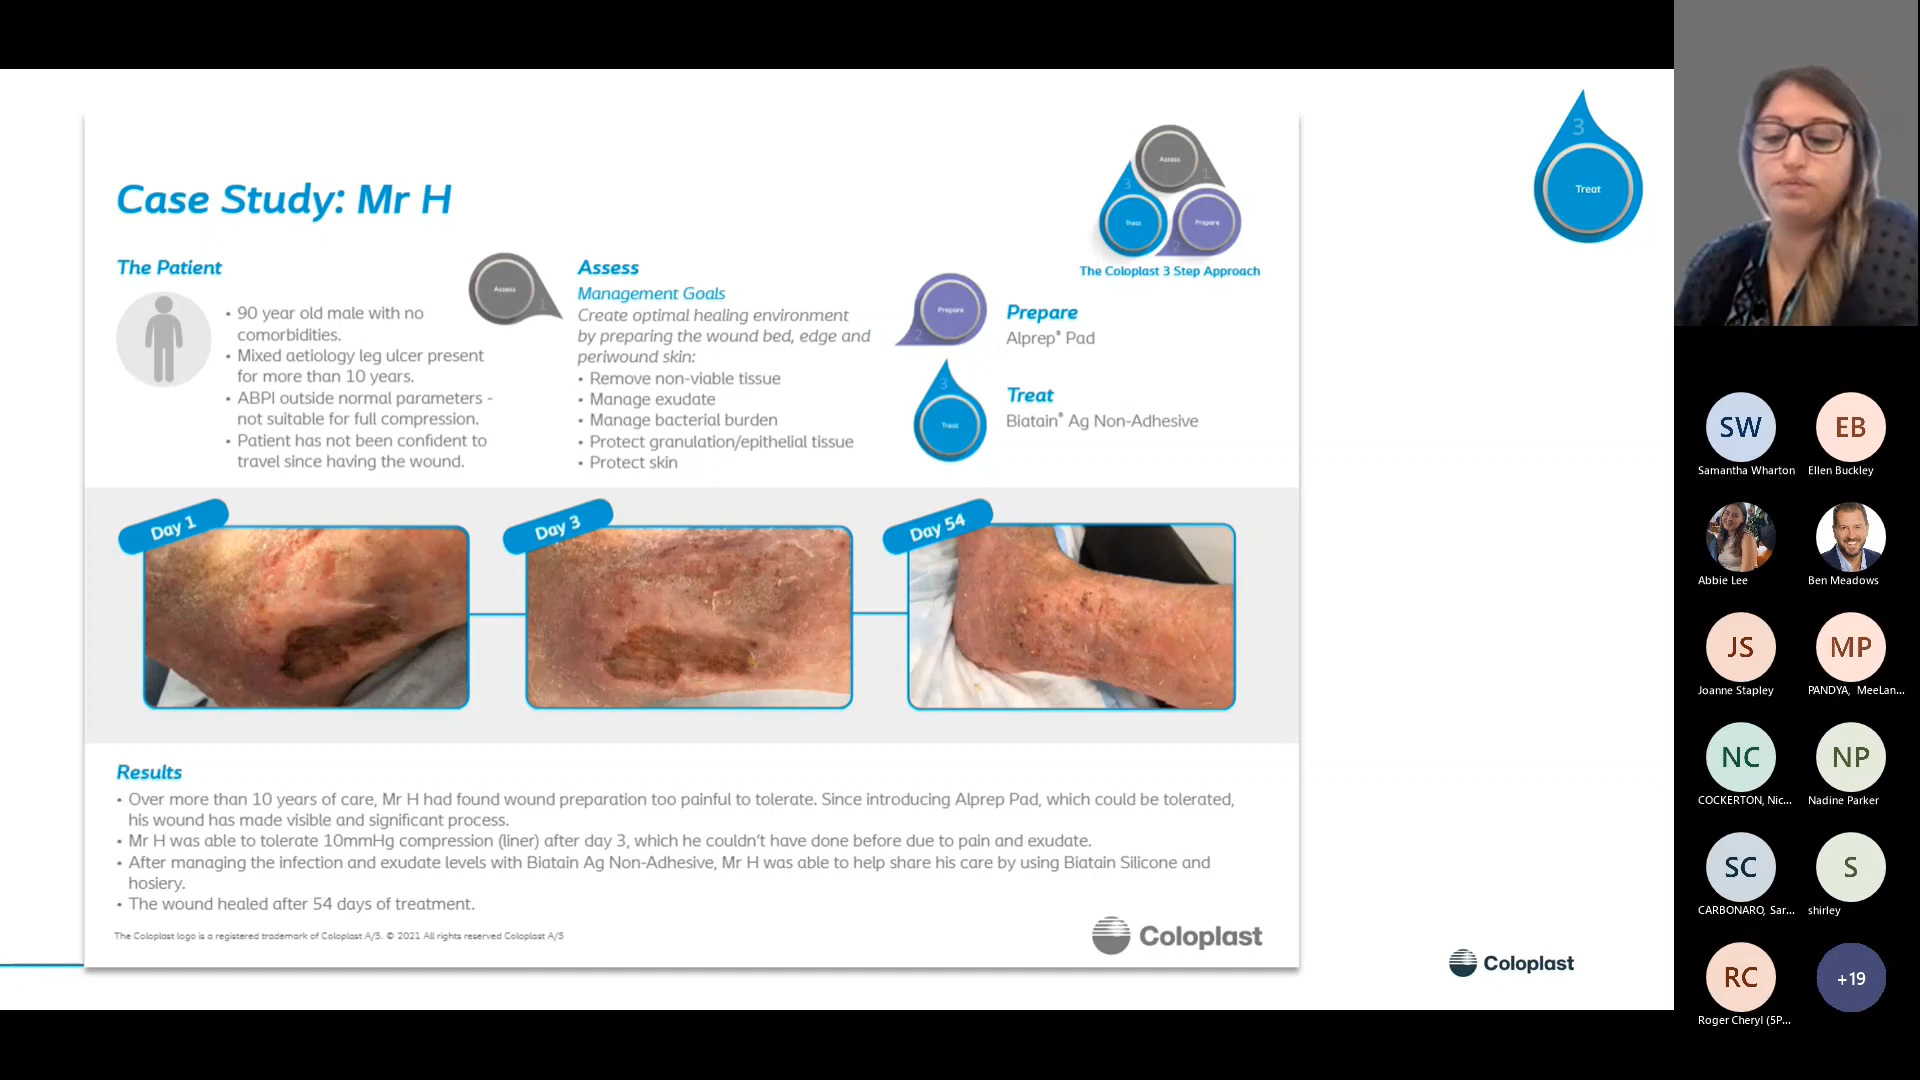 Case Study: Mr H
The Patient
• 90 year old male with no
comorbidities.
• Mixed aetiology leg ulcer present
for more than 10 years.
• ABPI outside normal parameters -
not suitable for full compression.
• Patient has not been confident to
travel since having the wound.
Assess
1
Assess
Management Goals
Create optimal healing environment
by preparing the wound bed, edge and
periwound skin:
• Remove non-viable tissue
• Manage exudate
• Manage bacterial burden
• Protect granulation/epithelial tissue
• Protect skin
Assess
1
3
Treat
Prepare
2
The Coloplast 3 Step Approach
Prepare
2
Prepare
Alprep® Pad
3
Treat
Treat
Biatain® Ag Non-Adhesive
3
Treat
Day 1
Day 3
Day 54
Results
• Over more than 10 years of care, Mr H had found wound preparation too painful to tolerate. Since introducing Alprep Pad, which could be tolerated,
his wound has made visible and significant process.
• Mr H was able to tolerate 10mmHg compression (liner) after day 3, which he couldn't have done before due to pain and exudate.
• After managing the infection and exudate levels with Biatain Ag Non-Adhesive, Mr H was able to help share his care by using Biatain Silicone and
hosiery.
• The wound healed after 54 days of treatment.
The Coloplast logo is a registered trademark of Coloplast A/S. © 2021 All rights reserved Coloplast A/S
Coloplast
Coloplast
SW
EB
Samantha Wharton
Ellen Buckley
Abbie Lee
Ben Meadows
JS
MP
Joanne Stapley
PANDYA, MeeLan...
NC
NP
COCKERTON, Nic...
Nadine Parker
SC
S
CARBONARO, Sar...
shirley
RC
+19
Roger Cheryl (5P...